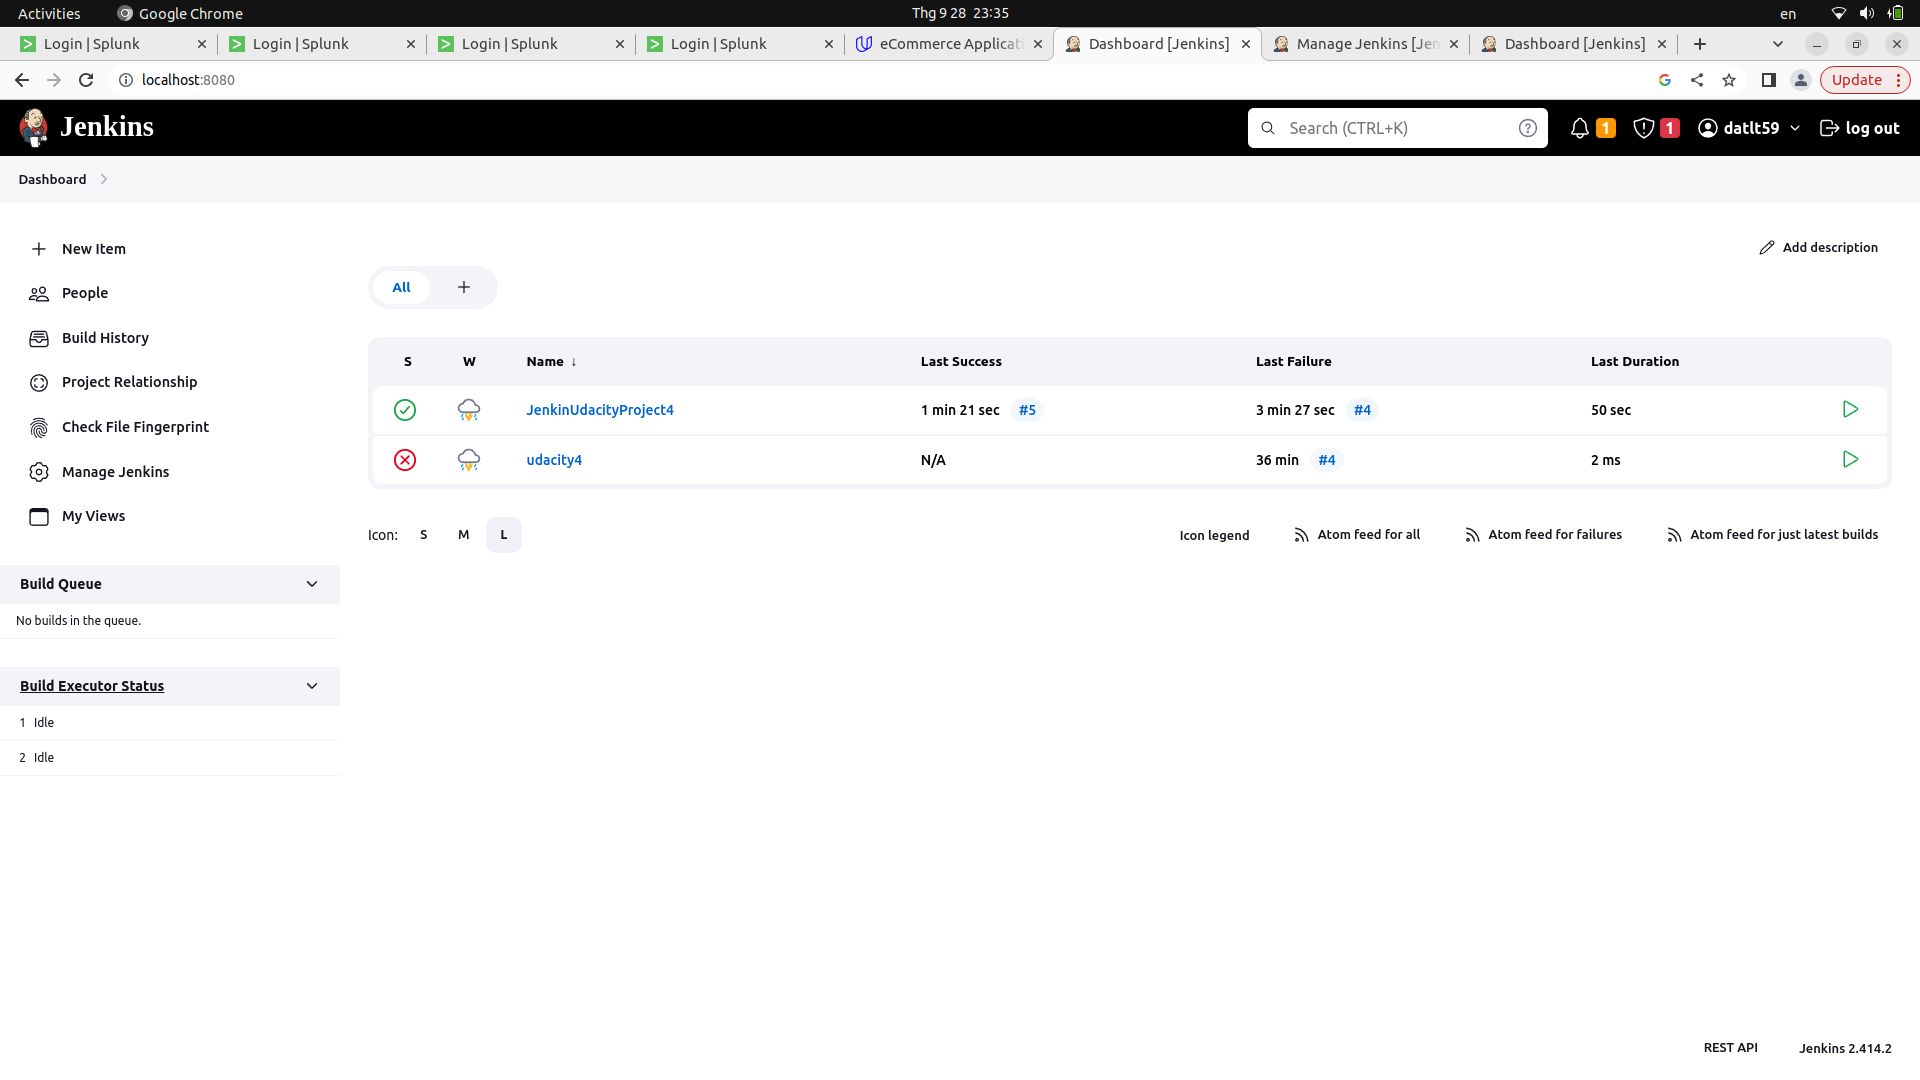 Activities Google Chrome Thg 9 28 23:35 en
Login | Splunk Login | Splunk Login | Splunk Login | Splunk eCommerce Applicati Dashboard [Jenkins] Manage Jenkins [Jen Dashboard [Jenkins]
localhost:8080 Update
Jenkins Search (CTRL+K) 1 1 datlt59 log out
Dashboard
New Item
People
Build History
Project Relationship
Check File Fingerprint
Manage Jenkins
My Views
Build Queue
No builds in the queue.
Build Executor Status
1 Idle
2 Idle
Add description
All +
S W Name ↓ Last Success Last Failure Last Duration
JenkinUdacityProject4 1 min 21 sec #5 3 min 27 sec #4 50 sec
udacity4 N/A 36 min #4 2 ms
Icon: S M L Icon legend Atom feed for all Atom feed for failures Atom feed for just latest builds
REST API Jenkins 2.414.2